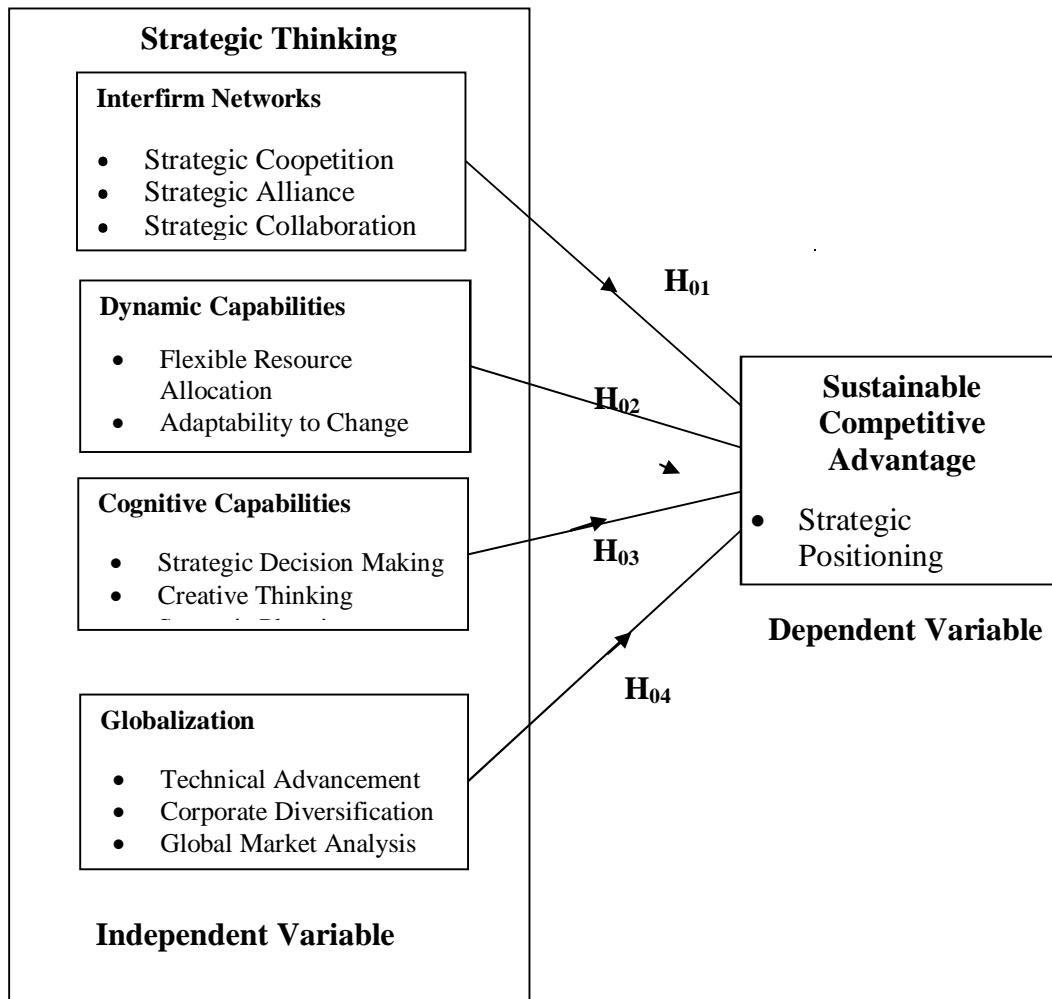 Strategic Thinking
Interfirm Networks
• Strategic Coopetition
• Strategic Alliance
• Strategic Collaboration
H01
Dynamic Capabilities
• Flexible Resource
Allocation
• Adaptability to Change
H02
Cognitive Capabilities
• Strategic Decision Making
• Creative Thinking
H03
Globalization
• Technical Advancement
• Corporate Diversification
• Global Market Analysis
H04
Independent Variable
Sustainable
Competitive
Advantage
• Strategic
Positioning
Dependent Variable